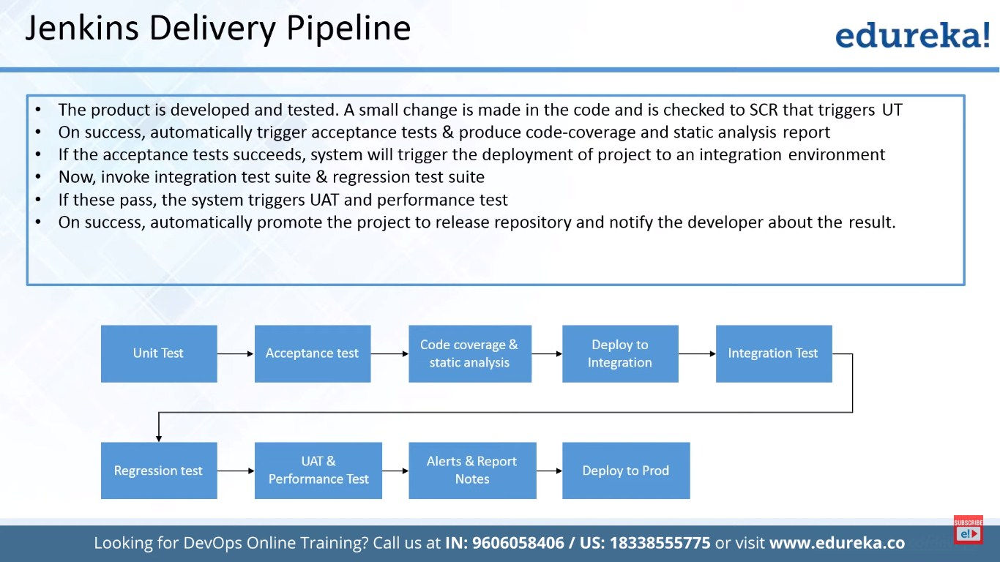 Jenkins Delivery Pipeline
edureka!
• The product is developed and tested. A small change is made in the code and is checked to SCR that triggers UT
• On success, automatically trigger acceptance tests & produce code-coverage and static analysis report
• If the acceptance tests succeeds, system will trigger the deployment of project to an integration environment
• Now, invoke integration test suite & regression test suite
• If these pass, the system triggers UAT and performance test
• On success, automatically promote the project to release repository and notify the developer about the result.
Unit Test
Acceptance test
Code coverage &
static analysis
Deploy to
Integration
Integration Test
Regression test
UAT &
Performance Test
Alerts & Report
Notes
Deploy to Prod
SUBSCRIBE
e!
Looking for DevOps Online Training? Call us at IN: 9606058406 / US: 18338555775 or visit www.edureka.co